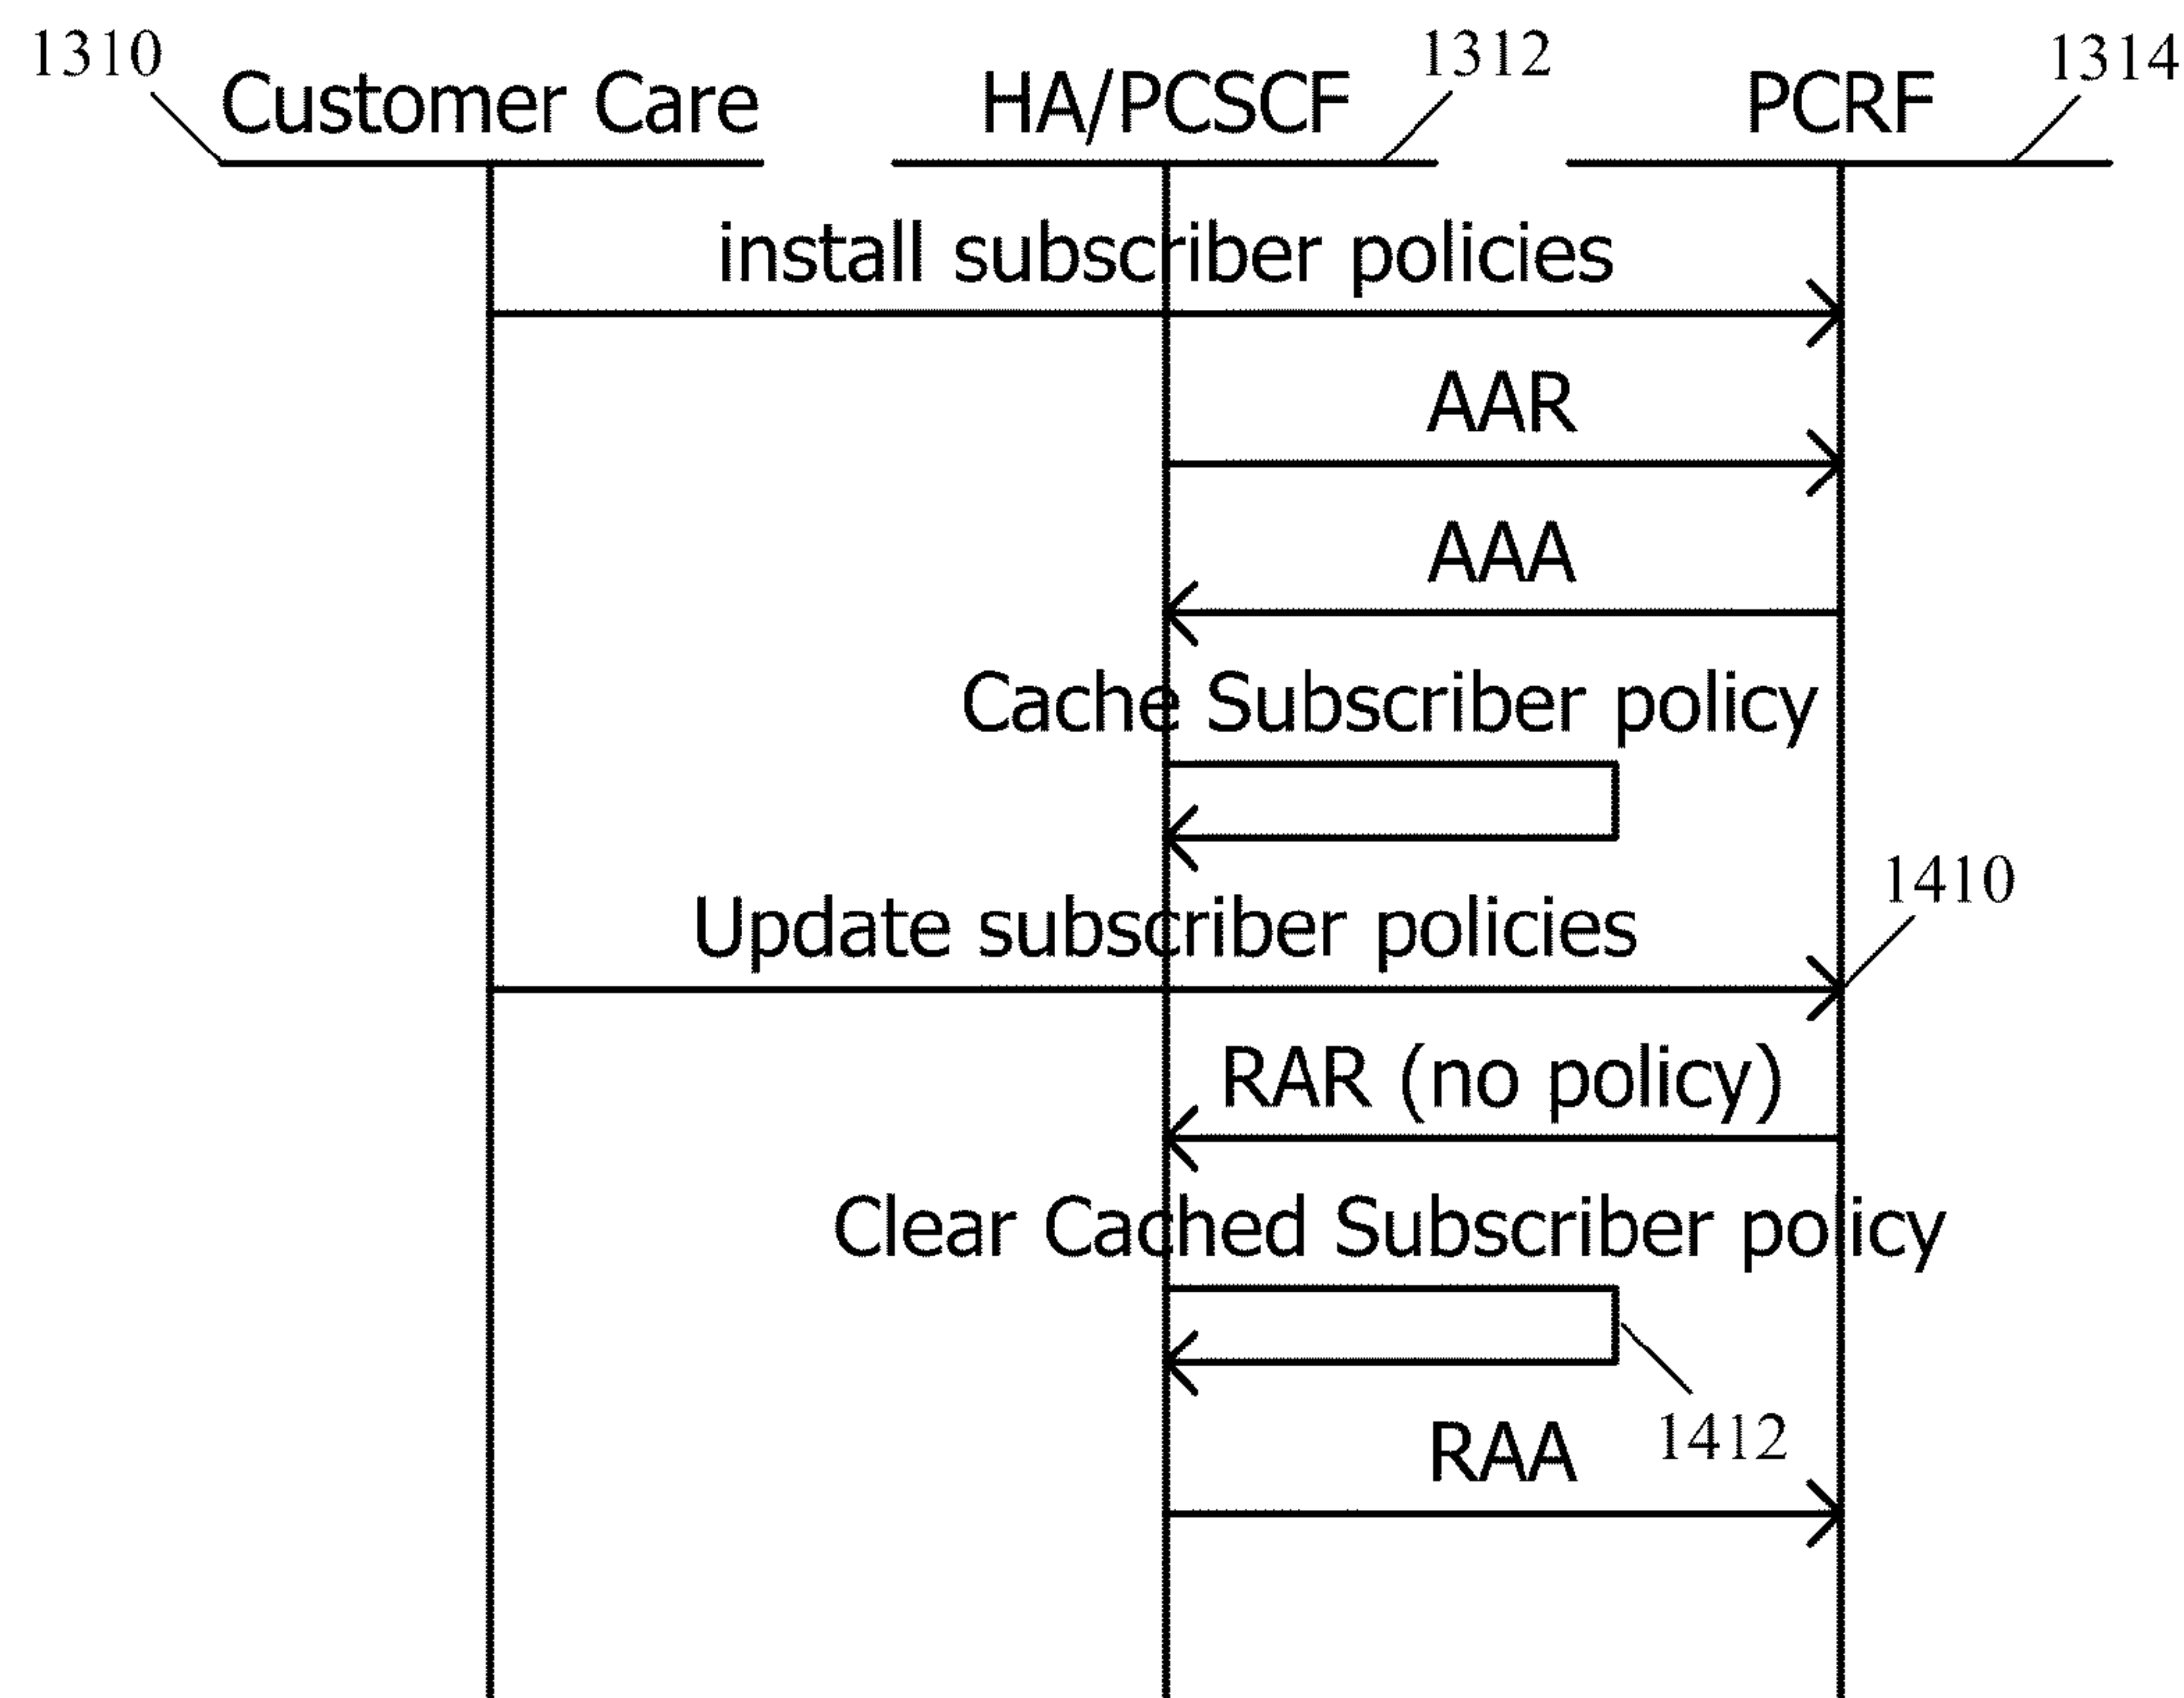 1310 Customer Care HA/PCSCF 1312 PCRF 1314
install subscriber policies
AAR
AAA
Cache Subscriber policy
1410
Update subscriber policies
RAR (no policy)
Clear Cached Subscriber policy
1412
RAA